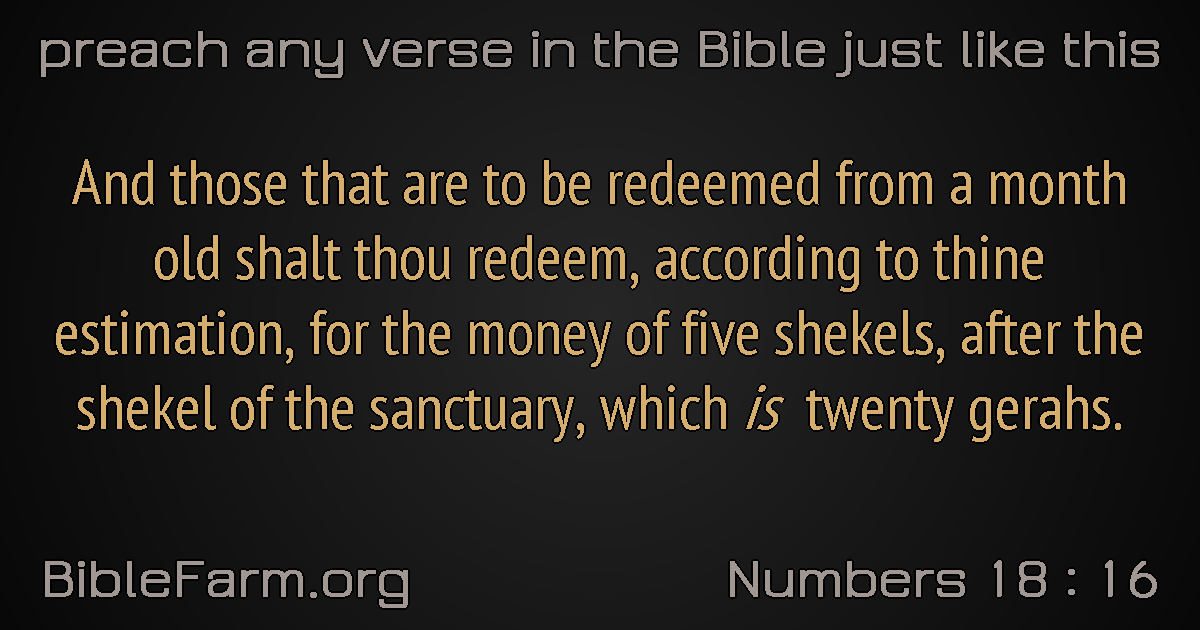 preach any verse in the Bible just like this
And those that are to be redeemed from a month
old shalt thou redeem, according to thine
estimation, for the money of five shekels, after the
shekel of the sanctuary, which is twenty gerahs.
BibleFarm.org
Numbers 18 : 16